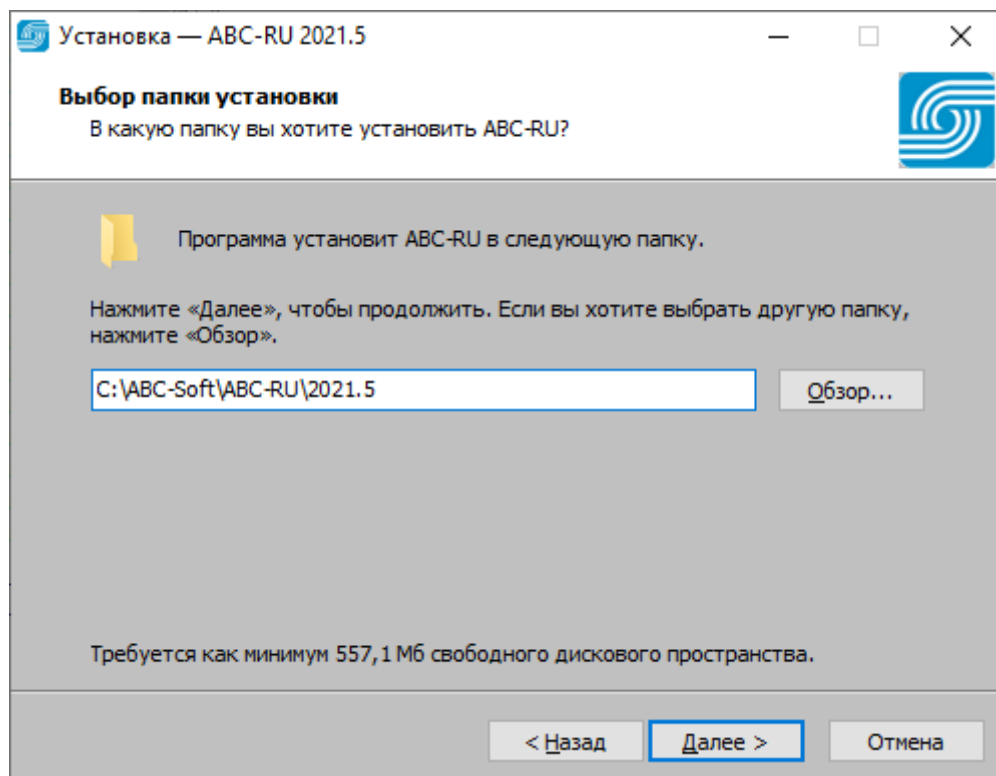 Установка — ABC-RU 2021.5
Выбор папки установки
В какую папку вы хотите установить ABC-RU?
Программа установит ABC-RU в следующую папку.
Нажмите «Далее», чтобы продолжить. Если вы хотите выбрать другую папку,
нажмите «Обзор».
C:\ABC-Soft\ABC-RU\2021.5
Обзор...
Требуется как минимум 557,1 Мб свободного дискового пространства.
< Назад
Далее >
Отмена